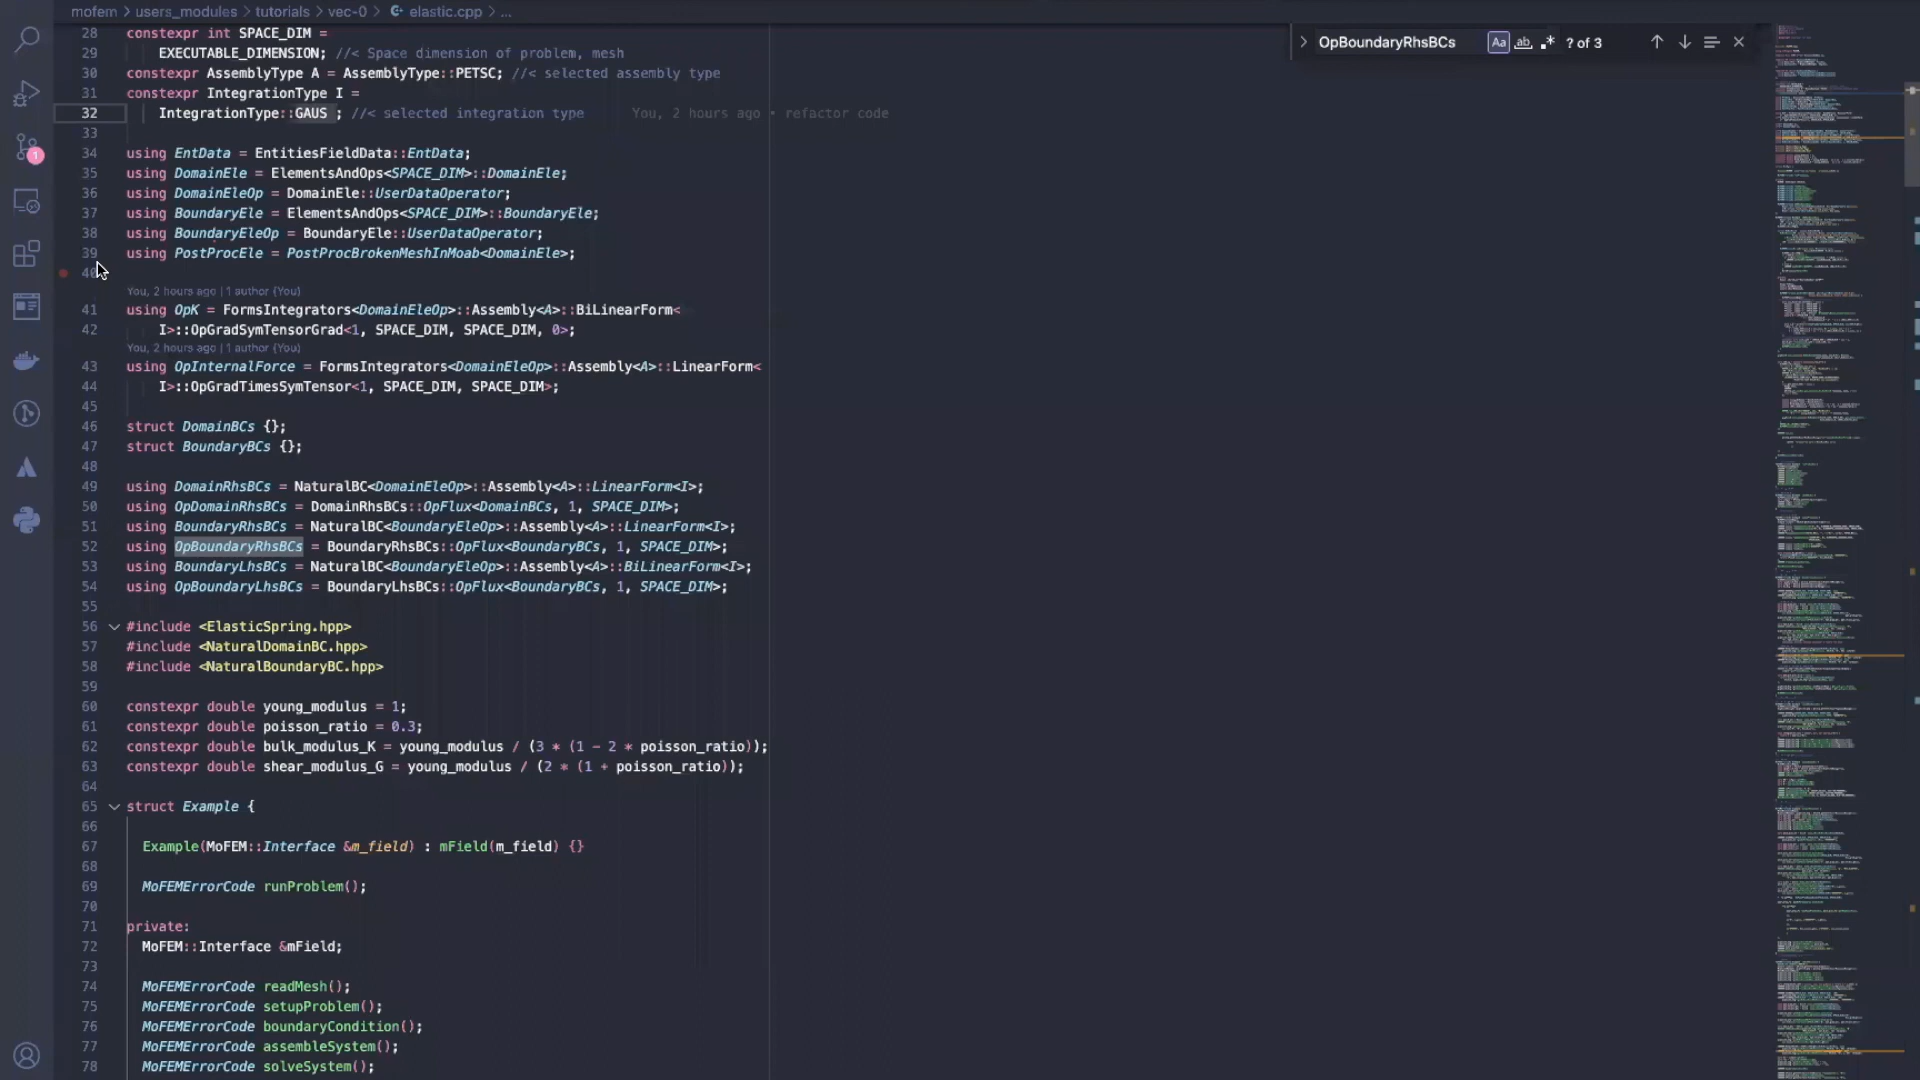 mofem > users_modules > tutorials > vec-0 > elastic.cpp > ...
OpBoundaryRhsBCs Aa ab .* ? of 3
28 constexpr int SPACE_DIM =
29 EXECUTABLE_DIMENSION; //< Space dimension of problem, mesh
30 constexpr AssemblyType A = AssemblyType::PETSC; //< selected assembly type
31 constexpr IntegrationType I =
32 IntegrationType::GAUS ; //< selected integration type You, 2 hours ago • refactor code
33
34 using EntData = EntitiesFieldData::EntData;
35 using DomainEle = ElementsAndOps<SPACE_DIM>::DomainEle;
36 using DomainEleOp = DomainEle::UserDataOperator;
37 using BoundaryEle = ElementsAndOps<SPACE_DIM>::BoundaryEle;
38 using BoundaryEleOp = BoundaryEle::UserDataOperator;
39 using PostProcEle = PostProcBrokenMeshInMoab<DomainEle>;
40
You, 2 hours ago | 1 author (You)
41 using OpK = FormsIntegrators<DomainEleOp>::Assembly<A>::BiLinearForm<
42 I>::OpGradSymTensorGrad<1, SPACE_DIM, SPACE_DIM, 0>;
You, 2 hours ago | 1 author (You)
43 using OpInternalForce = FormsIntegrators<DomainEleOp>::Assembly<A>::LinearForm<
44 I>::OpGradTimesSymTensor<1, SPACE_DIM, SPACE_DIM>;
45
46 struct DomainBCs {};
47 struct BoundaryBCs {};
48
49 using DomainRhsBCs = NaturalBC<DomainEleOp>::Assembly<A>::LinearForm<I>;
50 using OpDomainRhsBCs = DomainRhsBCs::OpFlux<DomainBCs, 1, SPACE_DIM>;
51 using BoundaryRhsBCs = NaturalBC<BoundaryEleOp>::Assembly<A>::LinearForm<I>;
52 using OpBoundaryRhsBCs = BoundaryRhsBCs::OpFlux<BoundaryBCs, 1, SPACE_DIM>;
53 using BoundaryLhsBCs = NaturalBC<BoundaryEleOp>::Assembly<A>::BiLinearForm<I>;
54 using OpBoundaryLhsBCs = BoundaryLhsBCs::OpFlux<BoundaryBCs, 1, SPACE_DIM>;
55
56 #include <ElasticSpring.hpp>
57 #include <NaturalDomainBC.hpp>
58 #include <NaturalBoundaryBC.hpp>
59
60 constexpr double young_modulus = 1;
61 constexpr double poisson_ratio = 0.3;
62 constexpr double bulk_modulus_K = young_modulus / (3 * (1 - 2 * poisson_ratio));
63 constexpr double shear_modulus_G = young_modulus / (2 * (1 + poisson_ratio));
64
65 struct Example {
66
67 Example(MoFEM::Interface &m_field) : mField(m_field) {}
68
69 MoFEMErrorCode runProblem();
70
71 private:
72 MoFEM::Interface &mField;
73
74 MoFEMErrorCode readMesh();
75 MoFEMErrorCode setupProblem();
76 MoFEMErrorCode boundaryCondition();
77 MoFEMErrorCode assembleSystem();
78 MoFEMErrorCode solveSystem();
1